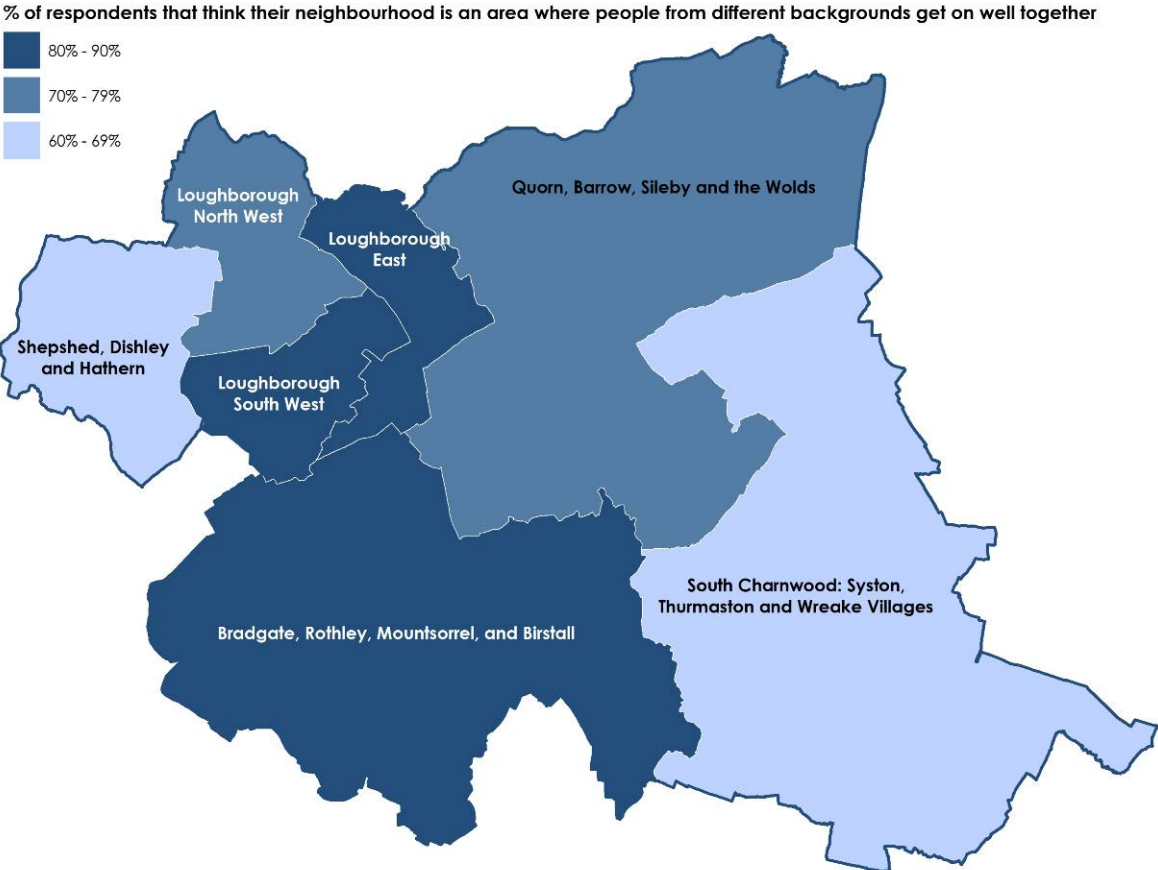 % of respondents that think their neighbourhood is an area where people from different backgrounds get on well together
80% - 90%
70% - 79%
60% - 69%
Loughborough
North West
Quorn, Barrow, Sileby and the Wolds
Loughborough
East
Shepshed, Dishley
and Hathern
Loughborough
South West
South Charnwood: Syston,
Thurmaston and Wreake Villages
Bradgate, Rothley, Mountsorrel, and Birstall